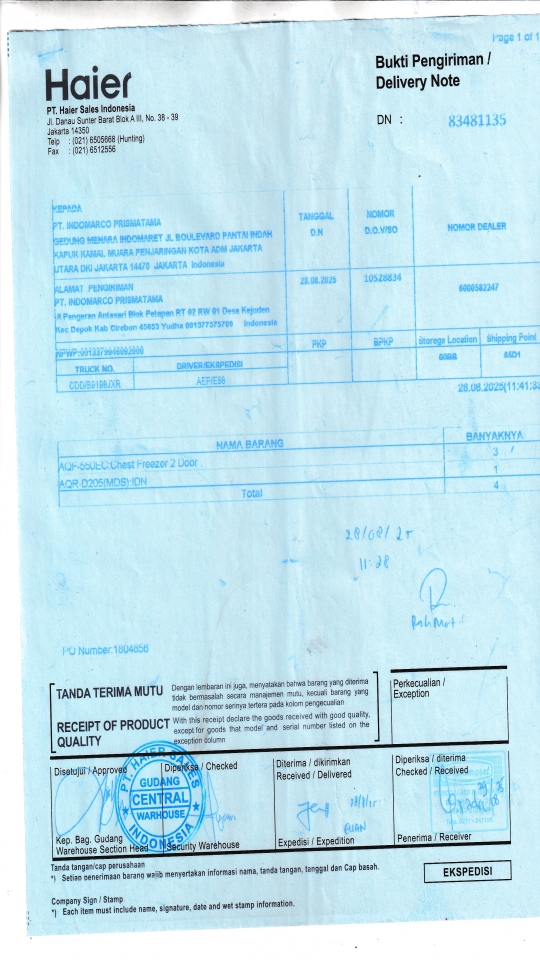 Page 1 of 1
Haier
PT. Haier Sales Indonesia
Jl. Danau Sunter Barat Blok A III, No. 38 - 39
Jakarta 14350
Telp : (021) 6505668 (Hunting)
Fax : (021) 6512556
Bukti Pengiriman /
Delivery Note
DN : 83481135
KEPADA
PT. INDOMARCO PRISMATAMA
GEDUNG MENARA INDOMARET JL BOULEVARD PANTAI INDAH
KAPUK KAMAL MUARA PENJARINGAN KOTA ADM JAKARTA
UTARA DKI JAKARTA 14470 JAKARTA Indonesia
TANGGAL
D.N
NOMOR
D.O.V/SO
NOMOR DEALER
ALAMAT PENGIRIMAN
PT. INDOMARCO PRISMATAMA
Jl Pangeran Antasari Blok Petapan RT 02 RW 01 Desa Kejuden
Kec Depok Kab Cirebon 45653 Yudha 081377575706 Indonesia
28.08.2025
10528834
6000582247
PKP
BPKP
Storege Location
Shipping Point
TRUCK NO.
DRIVER/EKSPEDISI
CDD/B9198JXR
28.08.2025(11:41:32
NAMA BARANG
BANYAKNYA
AQF-550EC:Chest Freezer 2 Door
3
AQR-D205(MDS):IDN
1
Total
4
28/08/25
11:28
Rahmat
PO Number:1804856
TANDA TERIMA MUTU
Dengan lembaran ini juga, menyatakan bahwa barang yang diterima
tidak bermasalah secara manajemen mutu, kecuali barang yang
model dan nomor serinya tertera pada kolom pengecualian
RECEIPT OF PRODUCT
QUALITY
With this receipt declare the goods received with good quality,
except for goods that model and serial number listed on the
exception column
Perkecualian /
Exception
Disetujui / Approved
Diperiksa / Checked
Diterima / dikirimkan
Received / Delivered
Diperiksa / diterima
Checked / Received
PT. HAIER SALES
GUDANG
CENTRAL
WARHOUSE
INDONESIA
Kep. Bag. Gudang
Warehouse Section Head
Security Warehouse
Expedisi / Expedition
Penerima / Receiver
Tanda tangan/cap perusahaan
*) Setiap penerimaan barang wajib menyertakan informasi nama, tanda tangan, tanggal dan Cap basah.
EKSPEDISI
Company Sign / Stamp
*) Each item must include name, signature, date and wet stamp information.